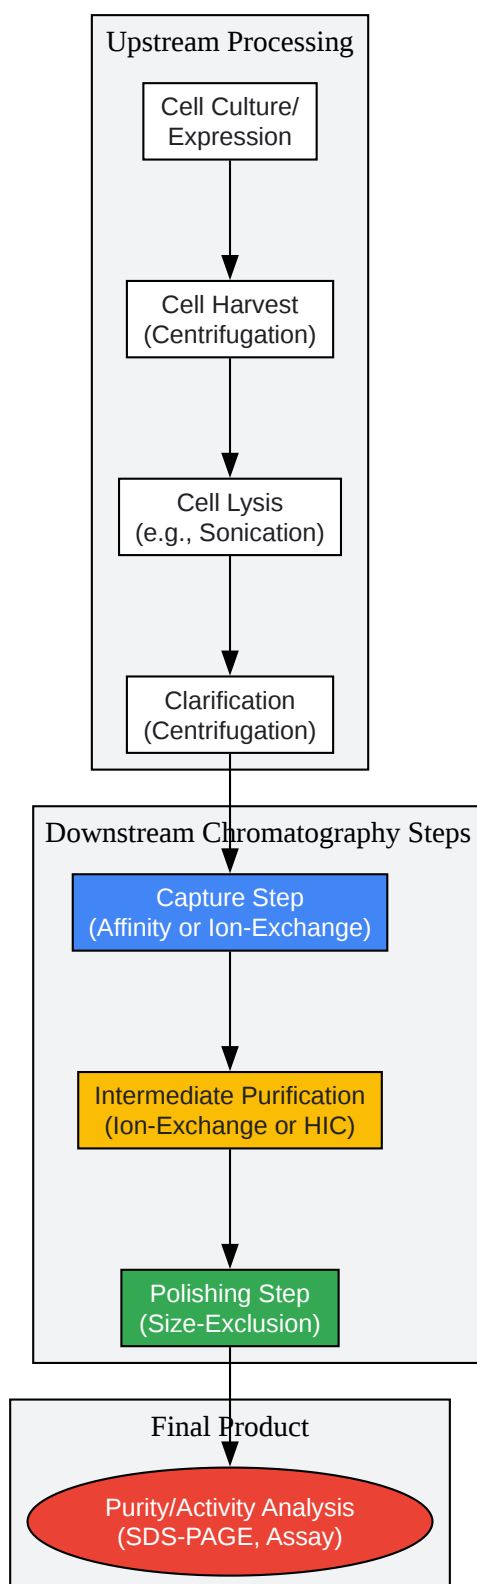 Upstream Processing
Cell Culture/
Expression
Cell Harvest
(Centrifugation)
Cell Lysis
(e.g., Sonication)
Clarification
(Centrifugation)
Downstream Chromatography Steps
Capture Step
(Affinity or Ion-Exchange)
Intermediate Purification
(Ion-Exchange or HIC)
Polishing Step
(Size-Exclusion)
Final Product
Purity/Activity Analysis
(SDS-PAGE, Assay)